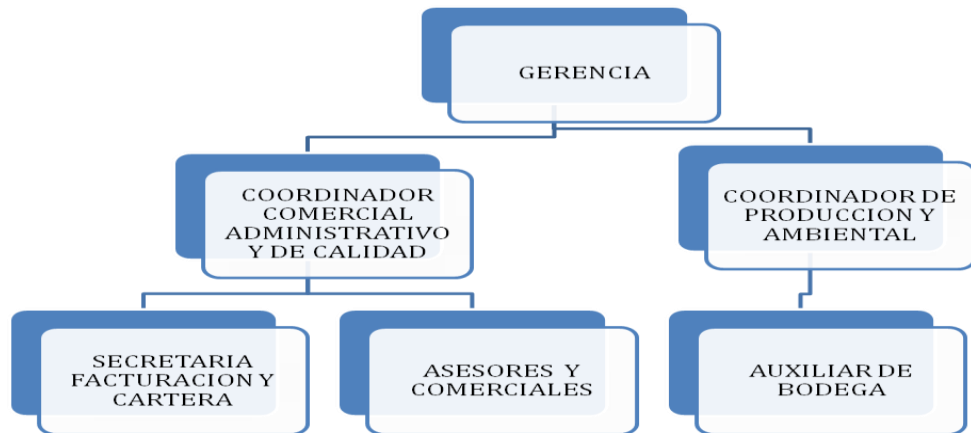 GERENCIA
COORDINADOR
COMERCIAL
ADMINISTRATIVO
Y DE CALIDAD
COORDINADOR DE
PRODUCCION Y
AMBIENTAL
SECRETARIA
FACTURACION Y
CARTERA
ASESORES Y
COMERCIALES
AUXILIAR DE
BODEGA